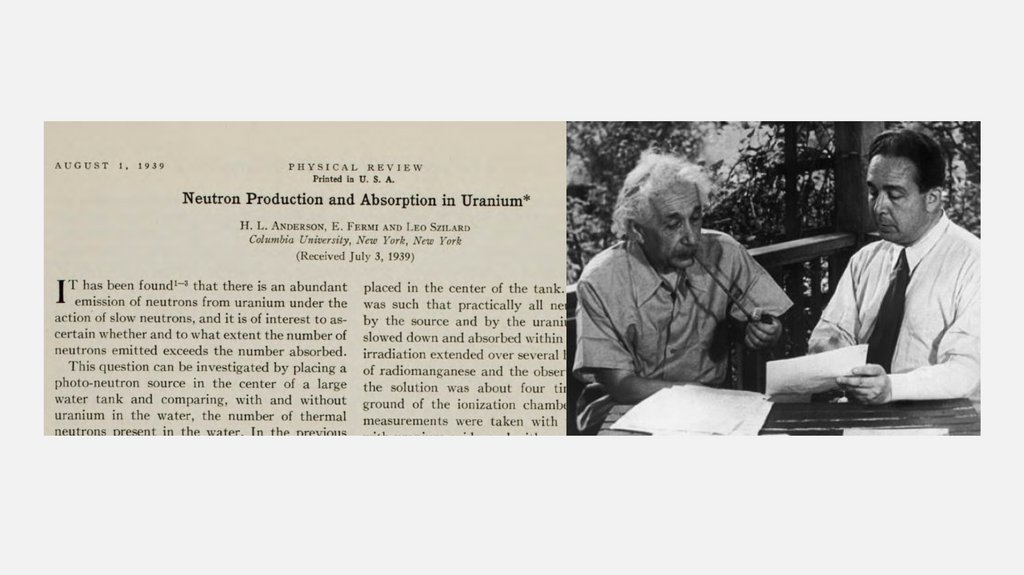 AUGUST 1, 1939
PHYSICAL REVIEW
Printed in U. S. A.
Neutron Production and Absorption in Uranium*
H. L. ANDERSON, E. FERMI AND LEO SZILARD
Columbia University, New York, New York
(Received July 3, 1939)
IT has been found¹⁻³ that there is an abundant
emission of neutrons from uranium under the
action of slow neutrons, and it is of interest to as-
certain whether and to what extent the number of
neutrons emitted exceeds the number absorbed.
This question can be investigated by placing a
photo-neutron source in the center of a large
water tank and comparing, with and without
uranium in the water, the number of thermal
neutrons present in the water. In the previous
placed in the center of the tank.
was such that practically all
by the source and by the
slowed down and absorbed within
irradiation extended over several
of radiomanganese and the
the solution was about four
ground of the ionization
measurements were taken with